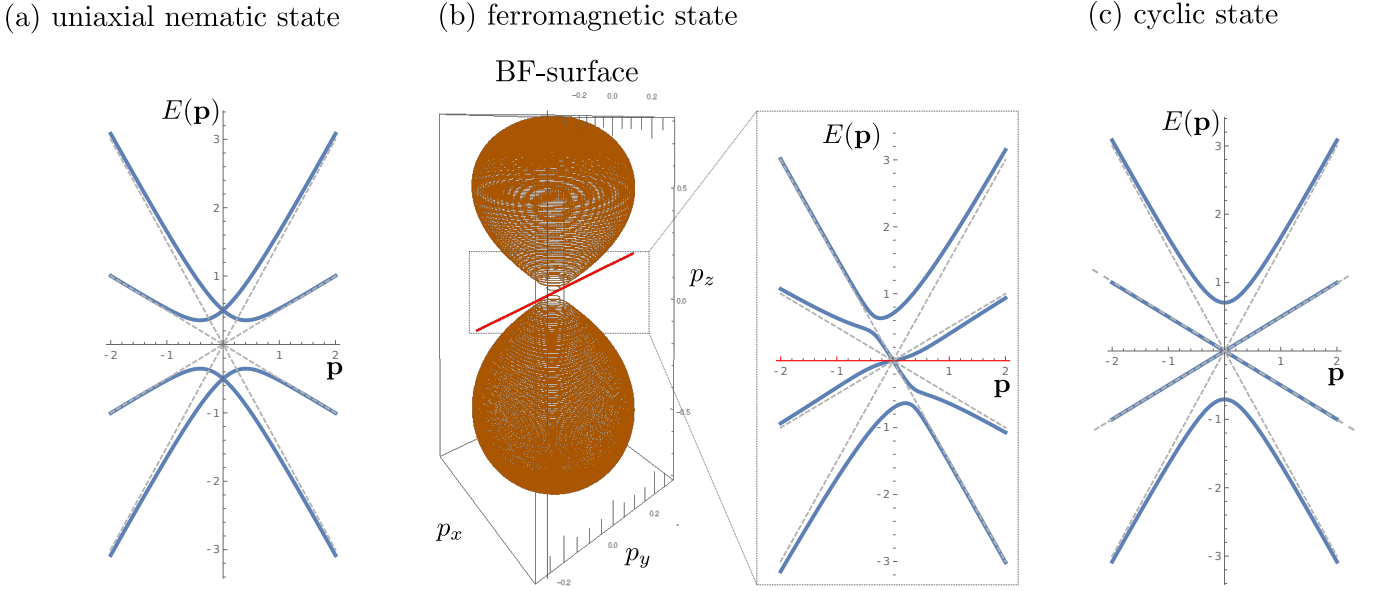 (a) uniaxial nematic state
E(p)
3
2
1
-2 -1 1 2
p
-1
-2
-3
(b) ferromagnetic state
BF-surface
-0.2 0.0 0.2
0.5
p_z
0.0
-0.5
p_x
0.2
0.0
p_y
-0.2
E(p)
3
2
1
-2 -1 1 2
p
-1
-2
-3
(c) cyclic state
E(p)
3
2
1
-2 -1 1 2
p
-1
-2
-3